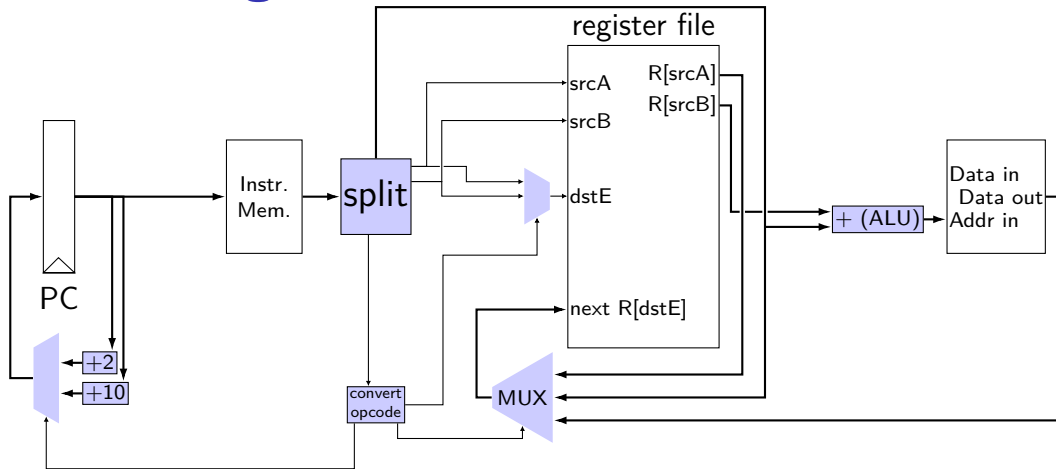 register file
R[srcA]
srcA
R[srcB]
srcB
Instr.
Mem.
split
dstE
Data in
Data out
Addr in
+ (ALU)
PC
next R[dstE]
+2
+10
convert
opcode
MUX